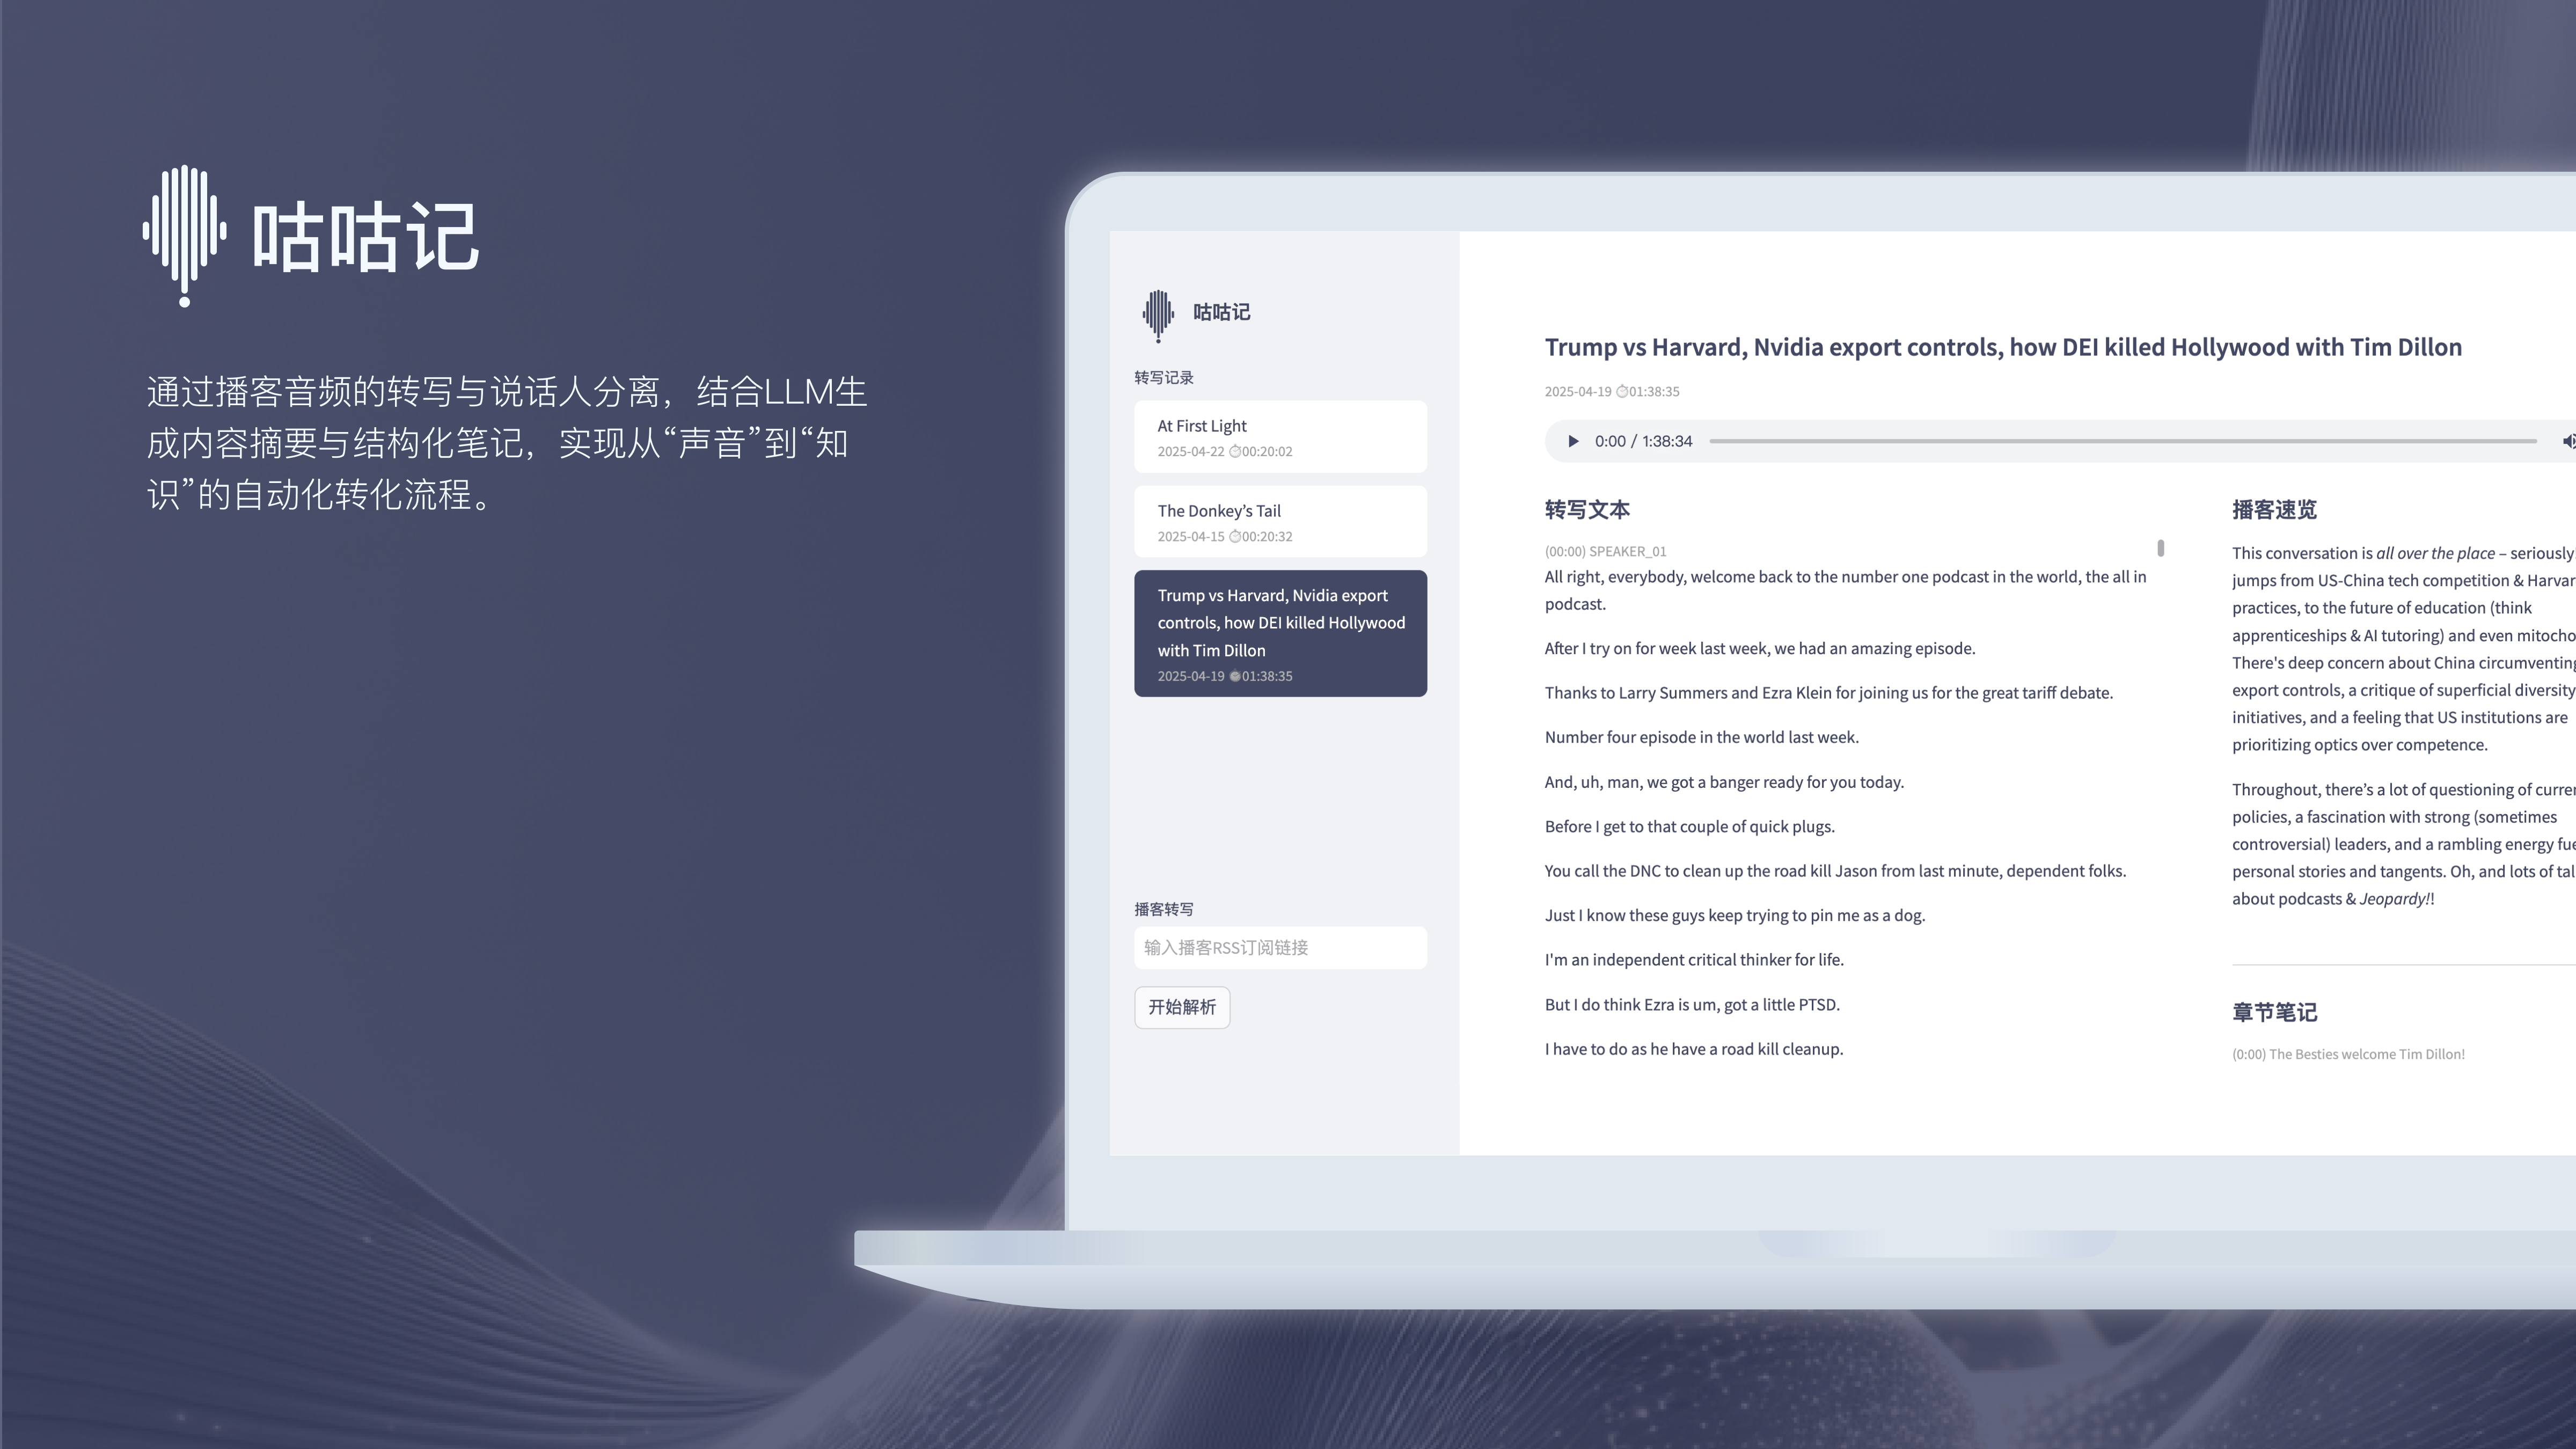 咕咕记
通过播客音频的转写与说话人分离，结合LLM生
成内容摘要与结构化笔记，实现从“声音”到“知
识”的自动化转化流程。
咕咕记
转写记录
At First Light
2025-04-22 ⏱00:20:02
The Donkey’s Tail
2025-04-15 ⏱00:20:32
Trump vs Harvard, Nvidia export
controls, how DEI killed Hollywood
with Tim Dillon
2025-04-19 ⏱01:38:35
播客转写
输入播客RSS订阅链接
开始解析
Trump vs Harvard, Nvidia export controls, how DEI killed Hollywood with Tim Dillon
2025-04-19 ⏱01:38:35
0:00 / 1:38:34
转写文本
(00:00) SPEAKER_01
All right, everybody, welcome back to the number one podcast in the world, the all in
podcast.
After I try on for week last week, we had an amazing episode.
Thanks to Larry Summers and Ezra Klein for joining us for the great tariff debate.
Number four episode in the world last week.
And, uh, man, we got a banger ready for you today.
Before I get to that couple of quick plugs.
You call the DNC to clean up the road kill Jason from last minute, dependent folks.
Just I know these guys keep trying to pin me as a dog.
I'm an independent critical thinker for life.
But I do think Ezra is um, got a little PTSD.
I have to do as he have a road kill cleanup.
播客速览
This conversation is all over the place – seriously
jumps from US-China tech competition & Harvar
practices, to the future of education (think
apprenticeships & AI tutoring) and even mitocho
There's deep concern about China circumventing
export controls, a critique of superficial diversity
initiatives, and a feeling that US institutions are
prioritizing optics over competence.
Throughout, there’s a lot of questioning of curre
policies, a fascination with strong (sometimes
controversial) leaders, and a rambling energy fue
personal stories and tangents. Oh, and lots of tal
about podcasts & Jeopardy!!
章节笔记
(0:00) The Besties welcome Tim Dillon!